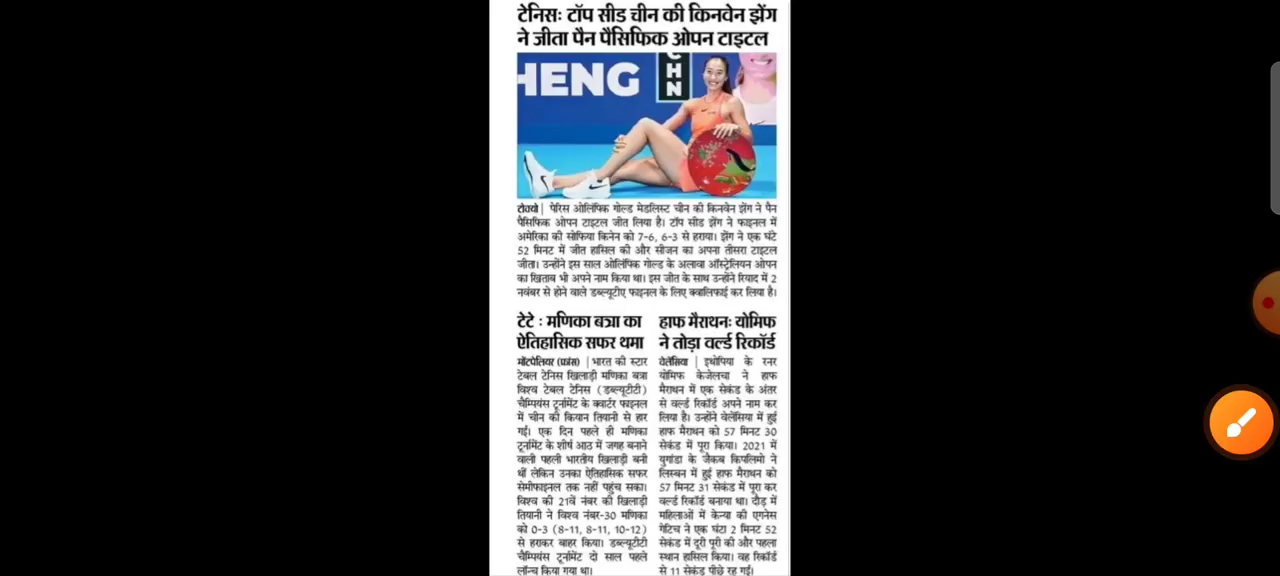 टेनिसः टॉप सीड चीन की किनवेन झेंग
ने जीता पैन पैसिफिक ओपन टाइटल
HENG
CHN
टोक्यो | पेरिस ओलिंपिक गोल्ड मेडलिस्ट चीन की किनवेन झेंग ने पैन
पैसिफिक ओपन टाइटल जीत लिया है। टॉप सीड झेंग ने फाइनल में
अमेरिका की सोफिया किनेन को 7-6, 6-3 से हराया। झेंग ने एक घंटे
52 मिनट में जीत हासिल की और सीजन का अपना तीसरा टाइटल
जीता। उन्होंने इस साल ओलिंपिक गोल्ड के अलावा ऑस्ट्रेलियन ओपन
का खिताब भी अपने नाम किया था। इस जीत के साथ उन्होंने रियाद में 2
नवंबर से होने वाले डब्ल्यूटीए फाइनल के लिए क्वालिफाई कर लिया है।
टेटे : मणिका बत्रा का
ऐतिहासिक सफर थमा
मोंटपेलियर (फ्रांस) | भारत की स्टार
टेबल टेनिस खिलाड़ी मणिका बत्रा
विश्व टेबल टेनिस (डब्ल्यूटीटी)
चैम्पियंस टूर्नामेंट के क्वार्टर फाइनल
में चीन की कियान तियानी से हार
गईं। एक दिन पहले ही मणिका
टूर्नामेंट के शीर्ष आठ में जगह बनाने
वाली पहली भारतीय खिलाड़ी बनी
थीं लेकिन उनका ऐतिहासिक सफर
सेमीफाइनल तक नहीं पहुंच सका।
विश्व की 21वें नंबर की खिलाड़ी
तियानी ने विश्व नंबर-30 मणिका
को 0-3 (8-11, 8-11, 10-12)
से हराकर बाहर किया। डब्ल्यूटीटी
चैम्पियंस टूर्नामेंट दो साल पहले
लॉन्च किया गया था।
हाफ मैराथनः योमिफ
ने तोड़ा वर्ल्ड रिकॉर्ड
वेलेंसिया | इथोपिया के रनर
योमिफ केजेलचा ने हाफ
मैराथन में एक सेकंड के अंतर
से वर्ल्ड रिकॉर्ड अपने नाम कर
लिया है। उन्होंने वेलेंसिया में हुई
हाफ मैराथन को 57 मिनट 30
सेकंड में पूरा किया। 2021 में
युगांडा के जैकब किपलिमो ने
लिस्बन में हुई हाफ मैराथन को
57 मिनट 31 सेकंड में पूरा कर
वर्ल्ड रिकॉर्ड बनाया था। दौड़ में
महिलाओं में केन्या की एगनेस
गेटिच ने एक घंटा 2 मिनट 52
सेकंड में दूरी पूरी की और पहला
स्थान हासिल किया। वह रिकॉर्ड
से 11 सेकंड पीछे रह गईं।